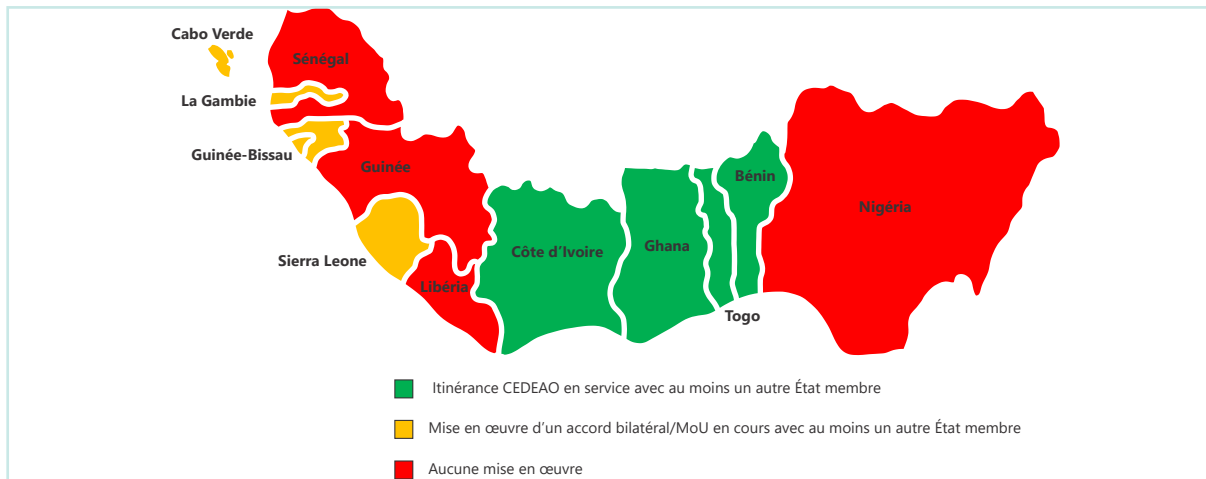 Cabo Verde
Sénégal
La Gambie
Guinée-Bissau
Guinée
Bénin
Nigéria
Côte d’Ivoire
Ghana
Sierra Leone
Libéria
Togo
Itinérance CEDEAO en service avec au moins un autre État membre
Mise en œuvre d’un accord bilatéral/MoU en cours avec au moins un autre État membre
Aucune mise en œuvre